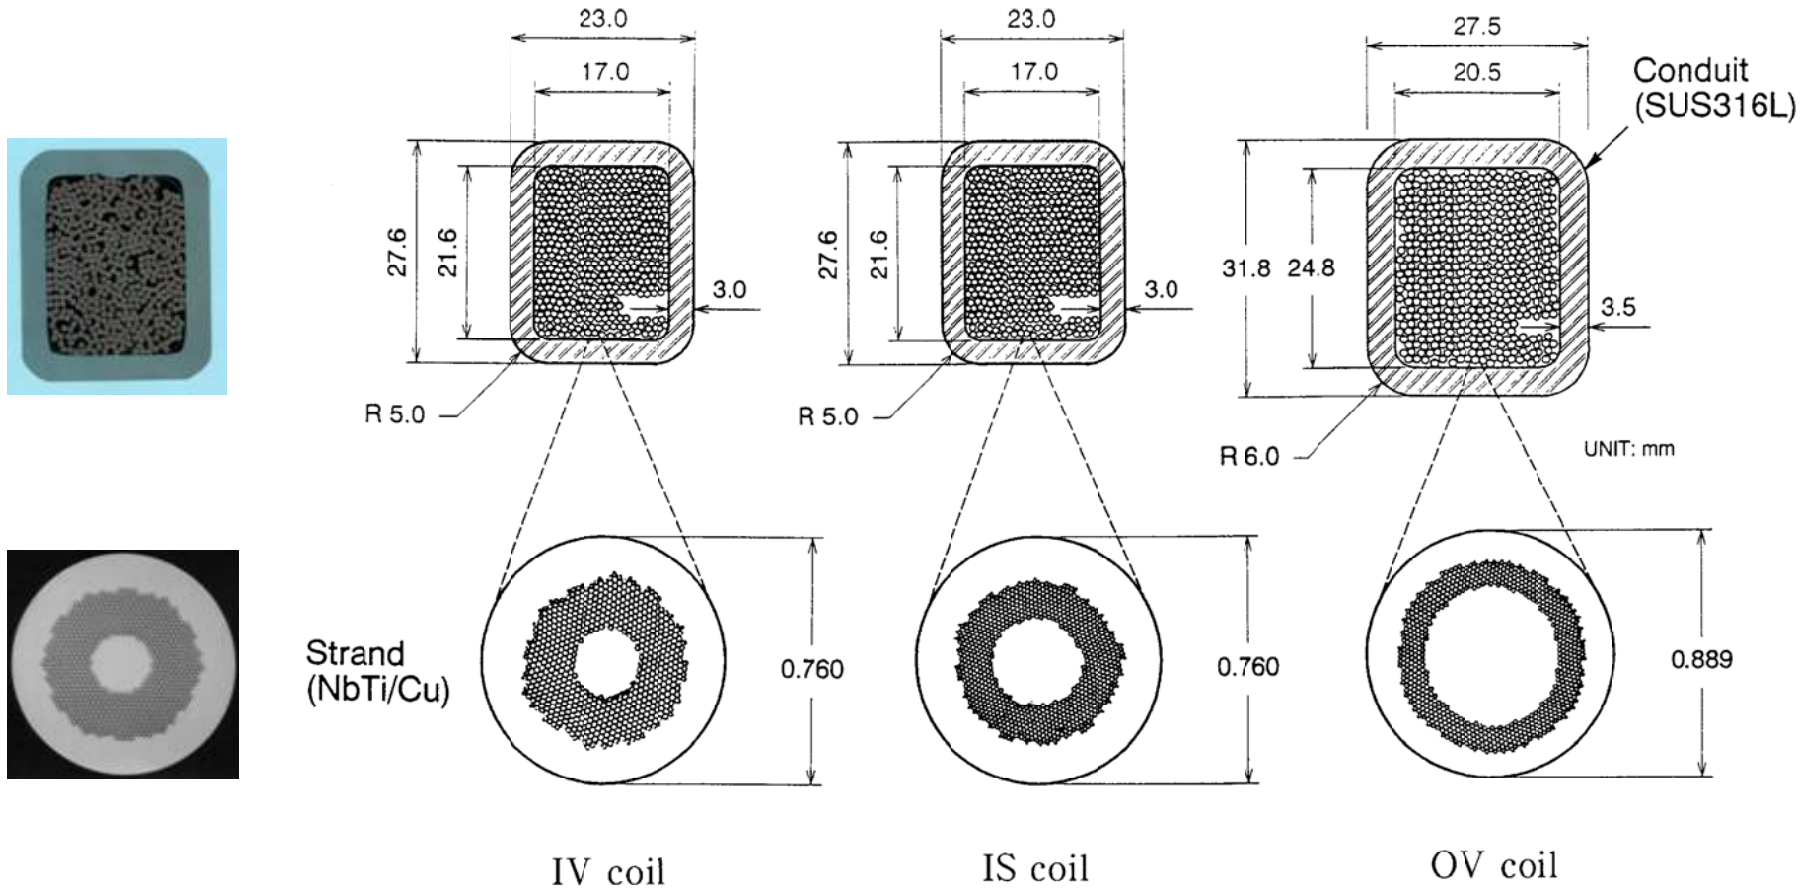 23.0
17.0
27.6
21.6
3.0
R 5.0
23.0
17.0
27.6
21.6
3.0
R 5.0
27.5
20.5
Conduit
(SUS316L)
31.8
24.8
3.5
R 6.0
UNIT: mm
Strand
(NbTi/Cu)
0.760
0.760
0.889
IV coil
IS coil
OV coil